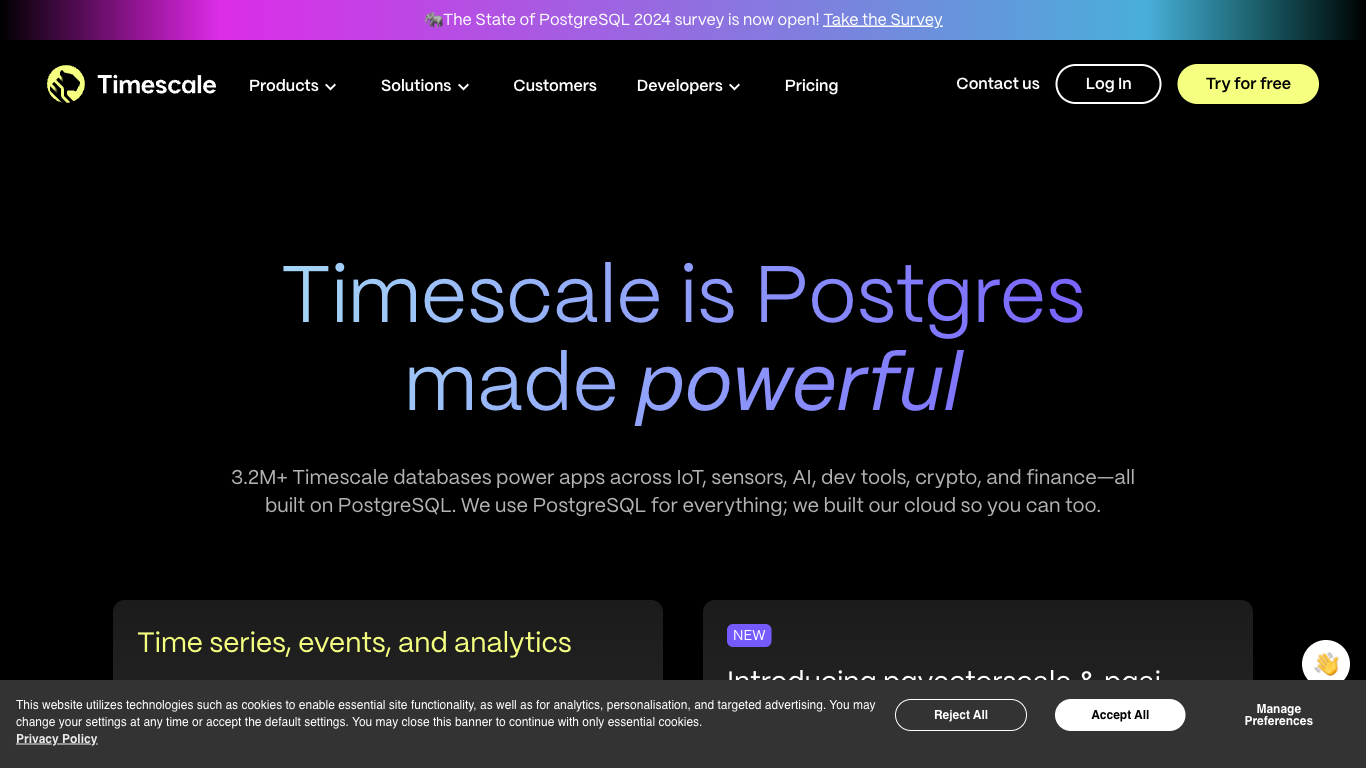 The State of PostgreSQL 2024 survey is now open! Take the Survey
Timescale
Products
Solutions
Customers
Developers
Pricing
Contact us
Log In
Try for free
Timescale is Postgres
made powerful
3.2M+ Timescale databases power apps across IoT, sensors, AI, dev tools, crypto, and finance—all
built on PostgreSQL. We use PostgreSQL for everything; we built our cloud so you can too.
Time series, events, and analytics
NEW
Introducing pgvectorscale & pgai
This website utilizes technologies such as cookies to enable essential site functionality, as well as for analytics, personalisation, and targeted advertising. You may
change your settings at any time or accept the default settings. You may close this banner to continue with only essential cookies.
Privacy Policy
Reject All
Accept All
Manage
Preferences